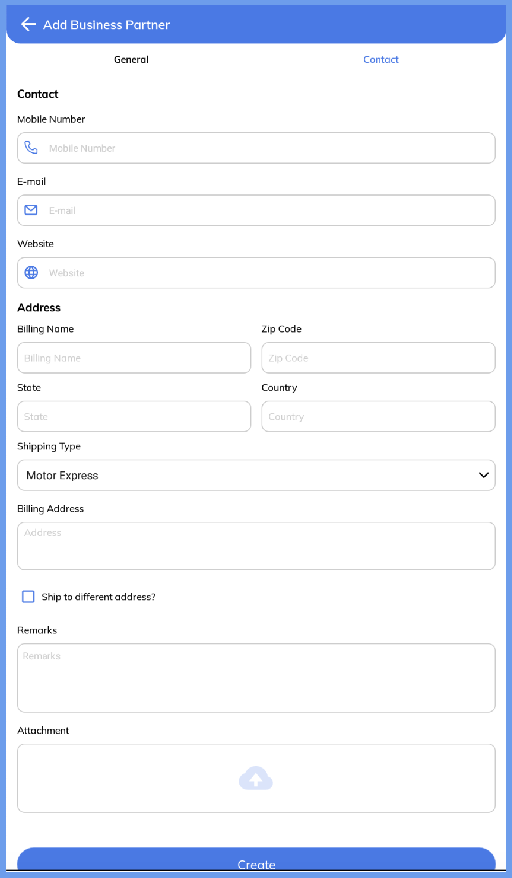 Add Business Partner
General Contact
Contact
Mobile Number
Mobile Number
E-mail
E-mail
Website
Website
Address
Billing Name Zip Code
Billing Name Zip Code
State Country
State Country
Shipping Type
Motor Express
Billing Address
Address
Ship to different address?
Remarks
Remarks
Attachment
Create